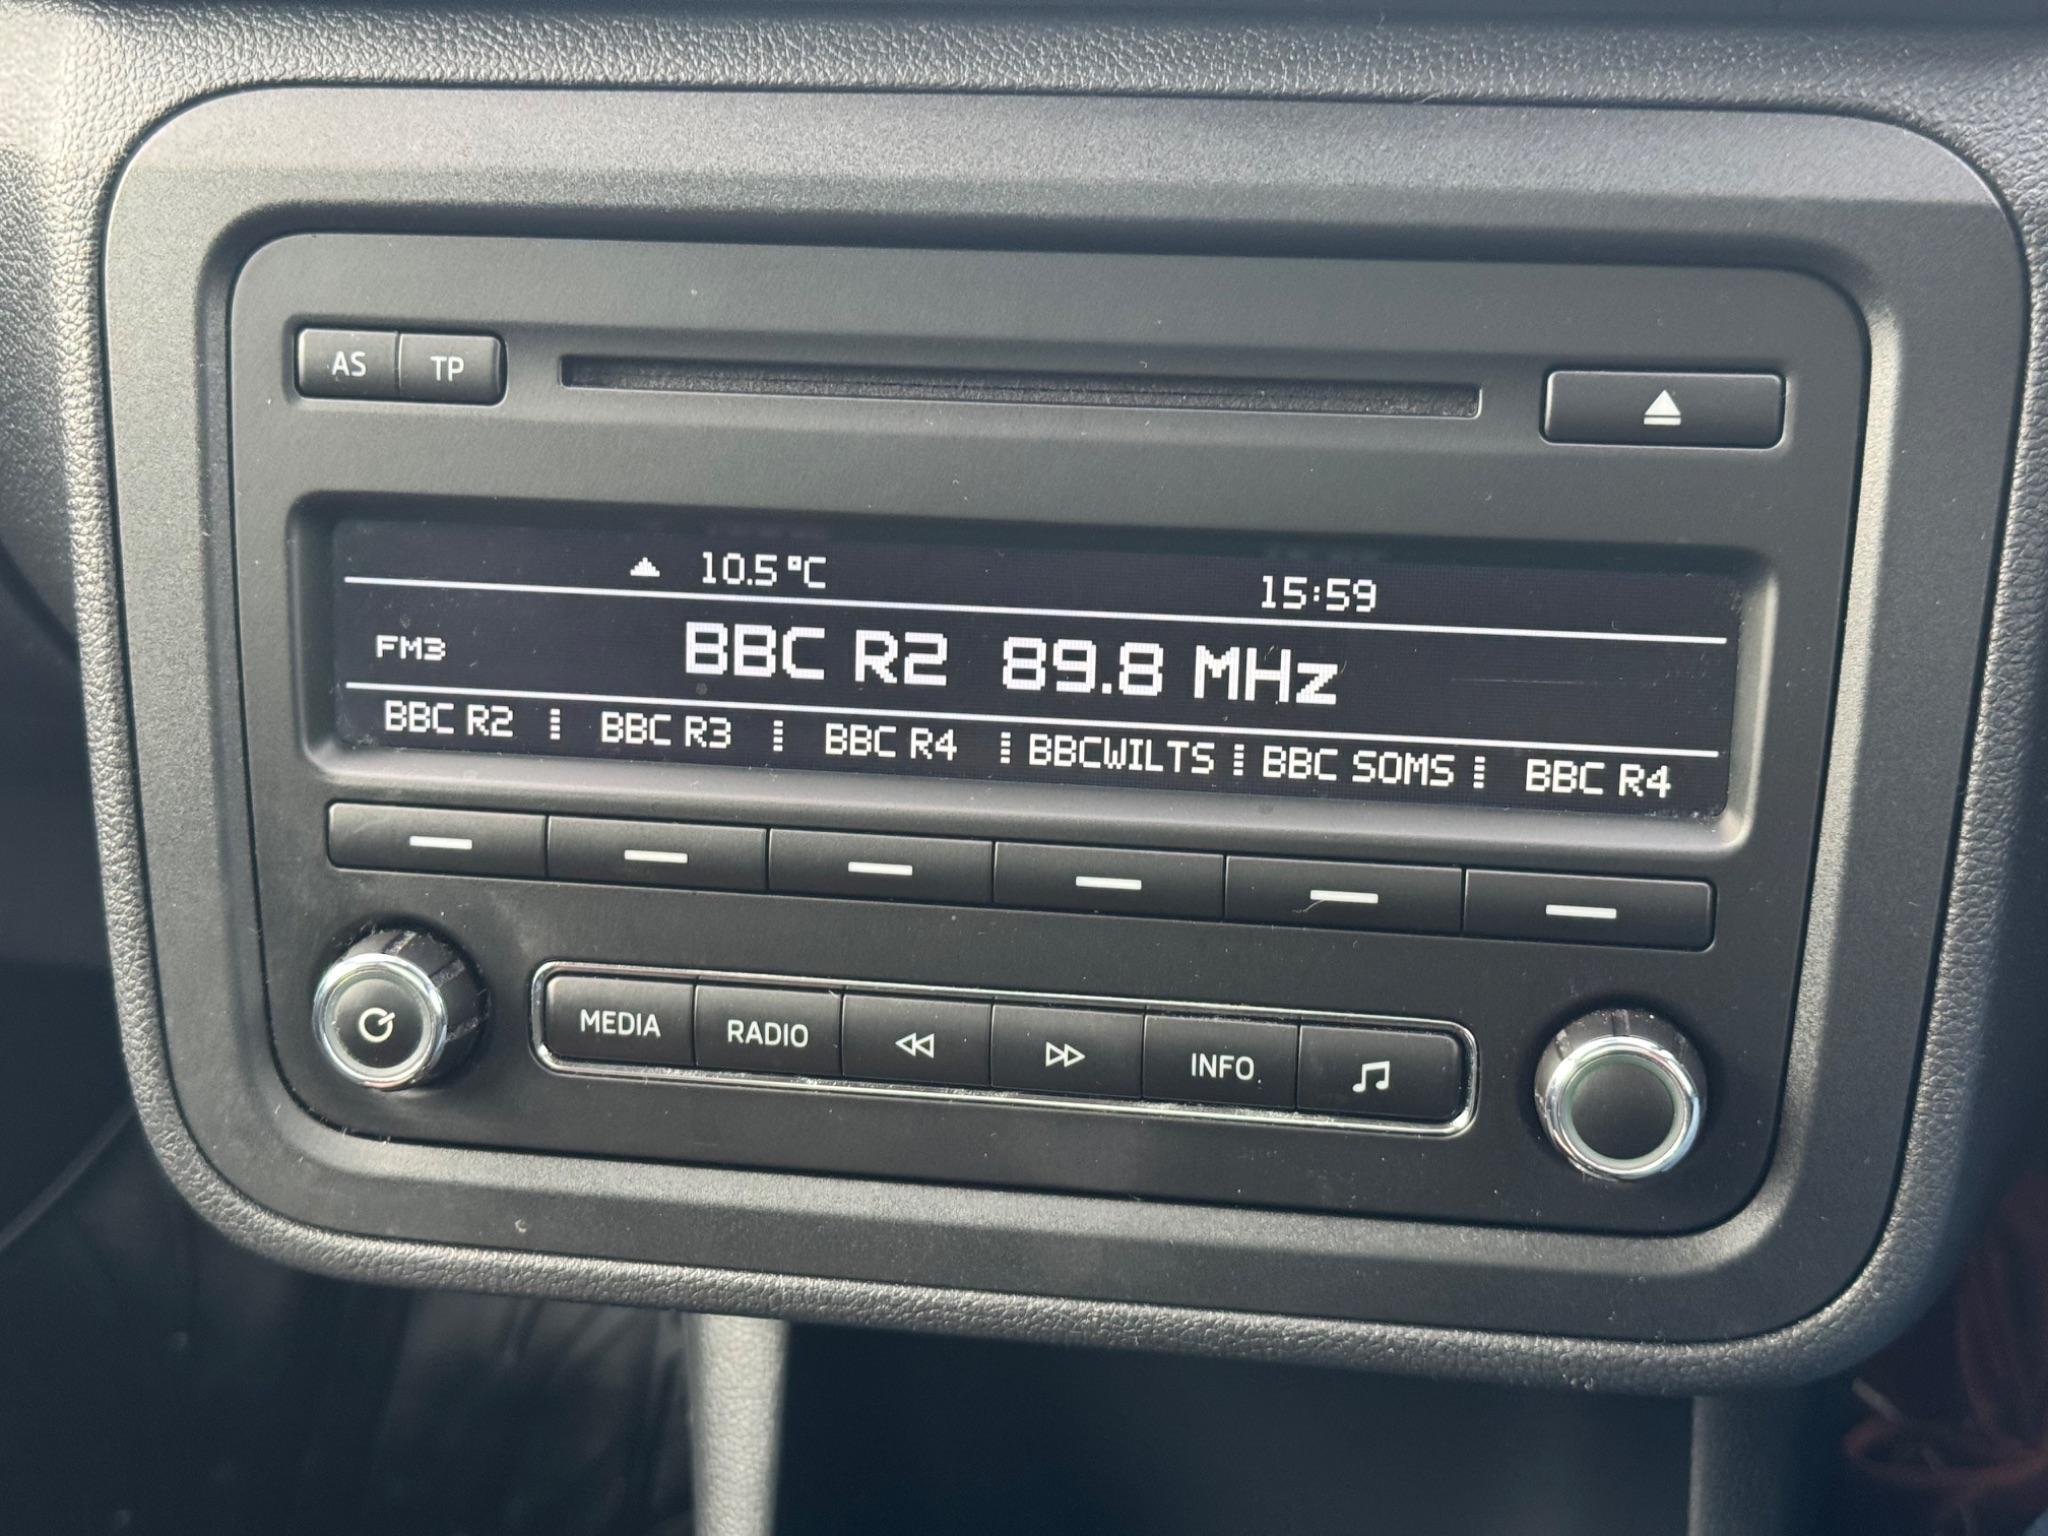 AS TP
10.5°C 15:59
FM3 BBC R2 89.8 MHz
BBC R2 BBC R3 BBC R4 BBCWILTS BBC SOMS BBC R4
MEDIA RADIO INFO